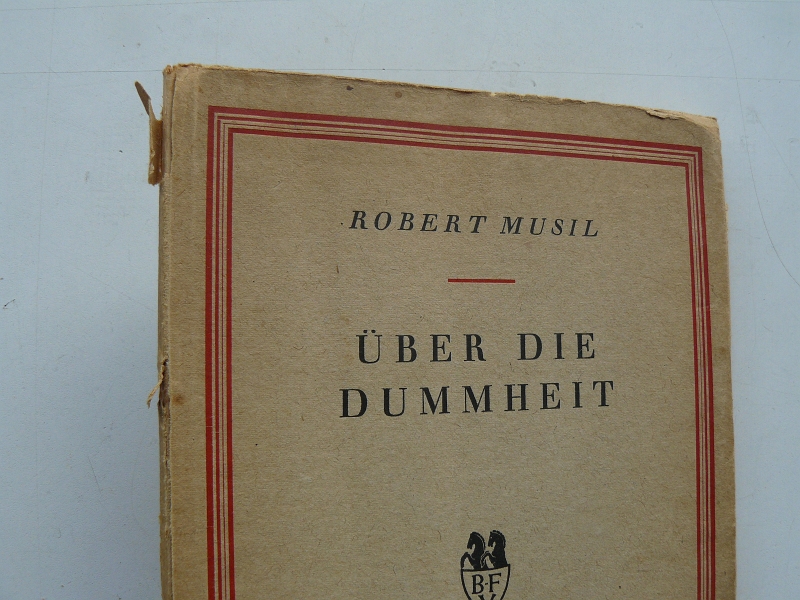 ROBERT MUSIL
ÜBER DIE
DUMMHEIT
B-F
V